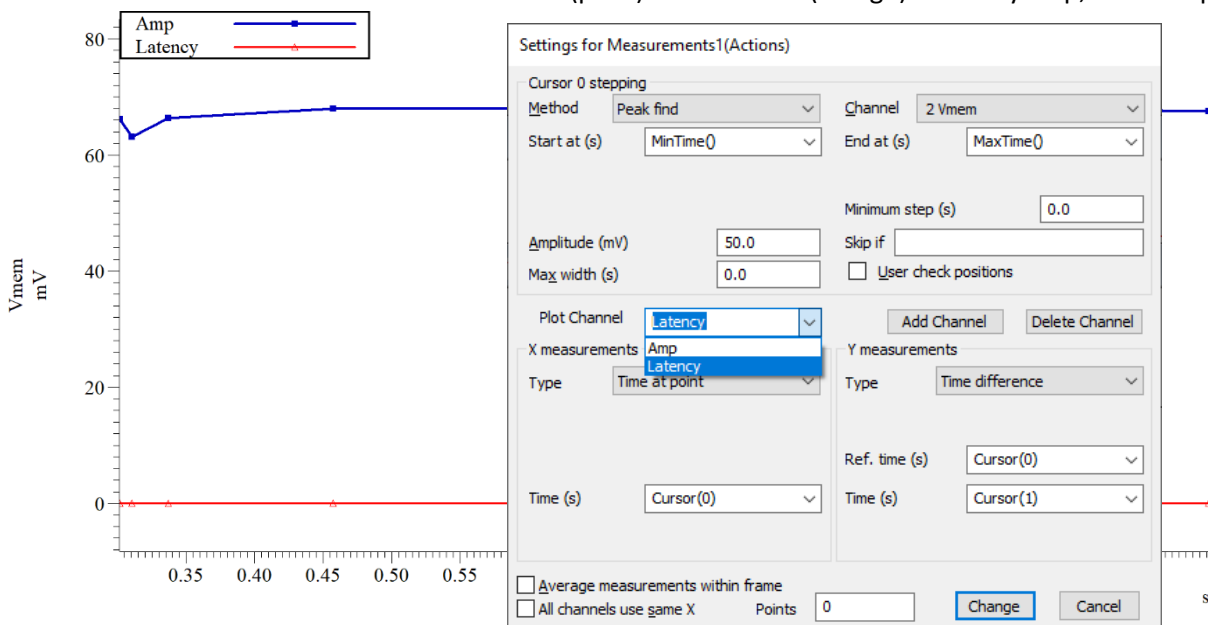 Amp
Latency
80
60
40
20
0
Vmem
mV
0.35 0.40 0.45 0.50 0.55
s
Settings for Measurements1(Actions)
Cursor 0 stepping
Method Peak find Channel 2 Vmem
Start at (s) MinTime() End at (s) MaxTime()
Minimum step (s) 0.0
Amplitude (mV) 50.0 Skip if
Max width (s) 0.0 User check positions
Plot Channel Latency Add Channel Delete Channel
Amp
Latency
X measurements Y measurements
Type Time at point Type Time difference
Ref. time (s) Cursor(0)
Time (s) Cursor(0) Time (s) Cursor(1)
Average measurements within frame
All channels use same X Points 0 Change Cancel